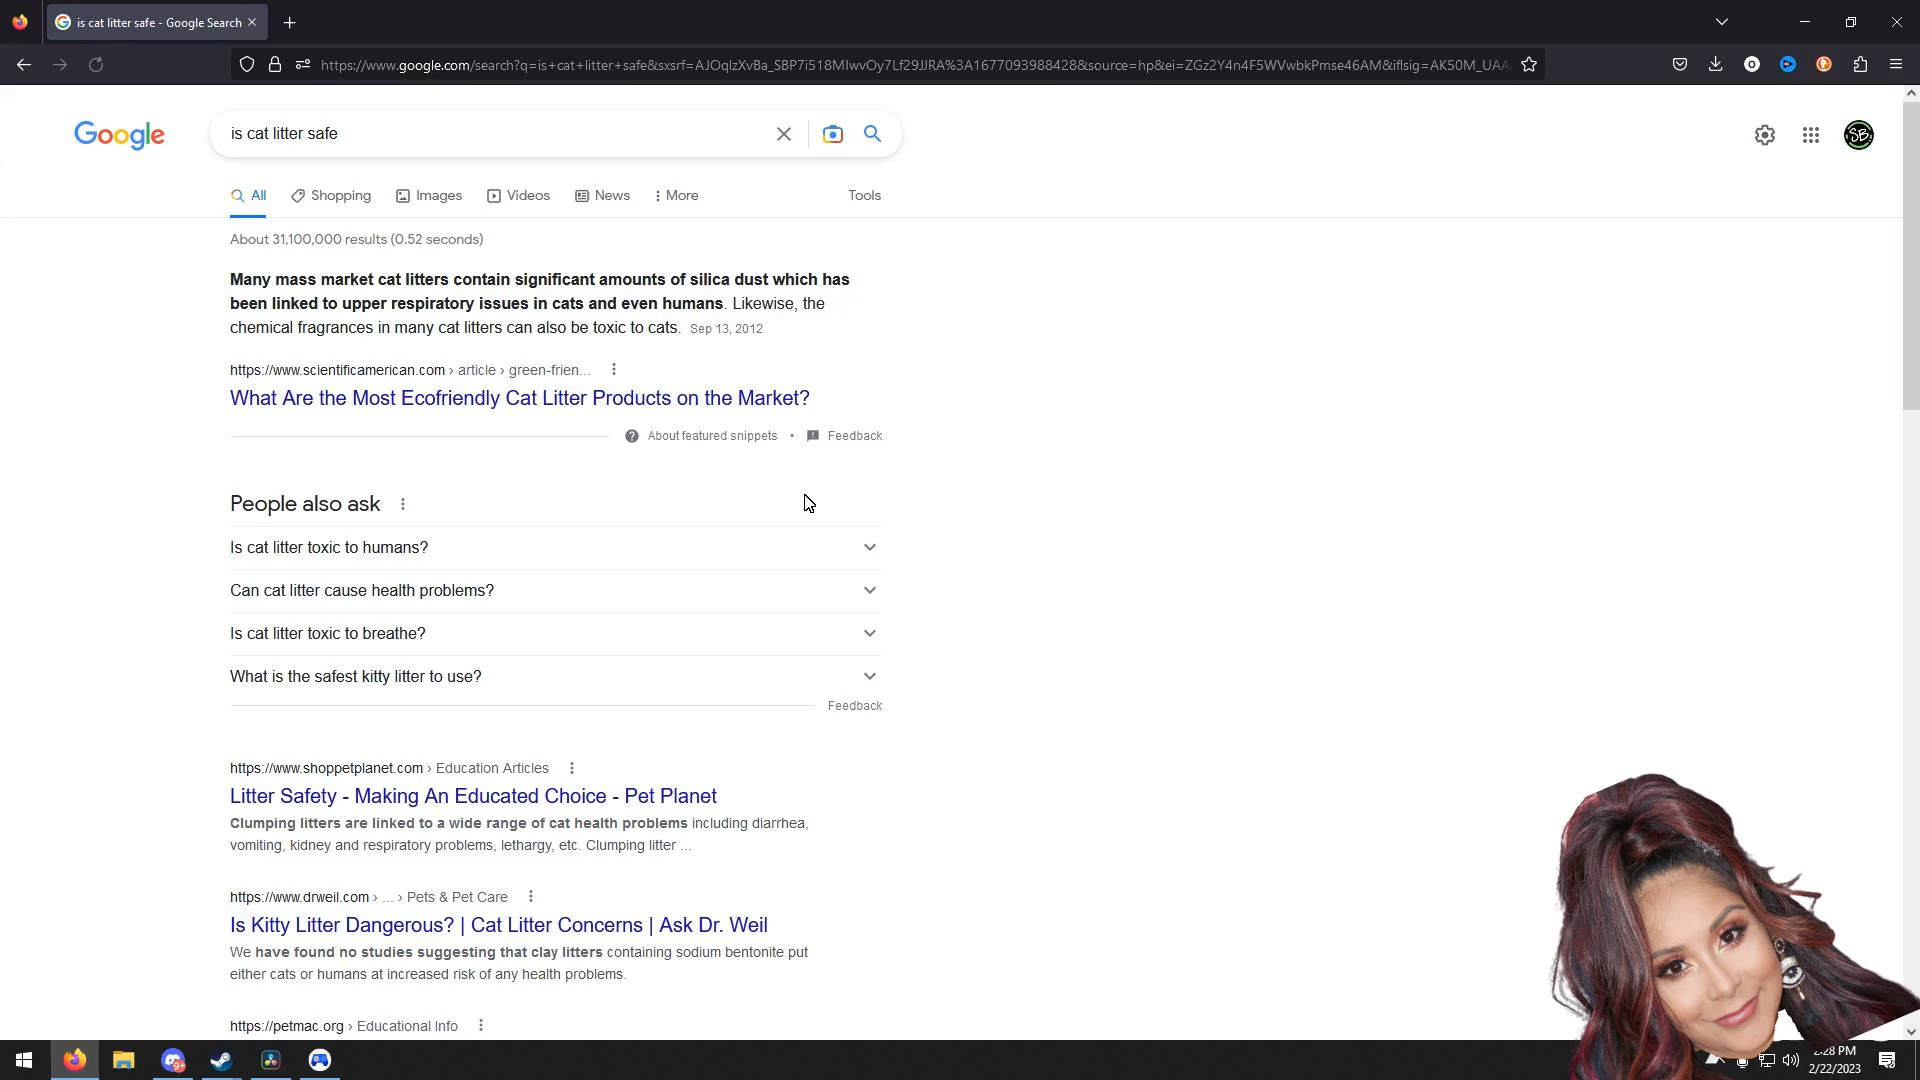 is cat litter safe - Google Search
https://www.google.com/search?q=is+cat+litter+safe&sxsrf=AJOqlzXvBa_SBP7i518MIwvOy7Lf29JJRA%3A1677093988428&source=hp&ei=ZGz2Y4n4F5WVwbkPmse46AM&iflsig=AK50M_UAA
Google
is cat litter safe
SB
All
Shopping
Images
Videos
News
More
Tools
About 31,100,000 results (0.52 seconds)
Many mass market cat litters contain significant amounts of silica dust which has
been linked to upper respiratory issues in cats and even humans. Likewise, the
chemical fragrances in many cat litters can also be toxic to cats. Sep 13, 2012
https://www.scientificamerican.com › article › green-frien...
What Are the Most Ecofriendly Cat Litter Products on the Market?
About featured snippets • Feedback
People also ask
Is cat litter toxic to humans?
Can cat litter cause health problems?
Is cat litter toxic to breathe?
What is the safest kitty litter to use?
Feedback
https://www.shoppetplanet.com › Education Articles
Litter Safety - Making An Educated Choice - Pet Planet
Clumping litters are linked to a wide range of cat health problems including diarrhea,
vomiting, kidney and respiratory problems, lethargy, etc. Clumping litter ...
https://www.drweil.com › ... › Pets & Pet Care
Is Kitty Litter Dangerous? | Cat Litter Concerns | Ask Dr. Weil
We have found no studies suggesting that clay litters containing sodium bentonite put
either cats or humans at increased risk of any health problems.
https://petmac.org › Educational Info
9+
2:28 PM
2/22/2023